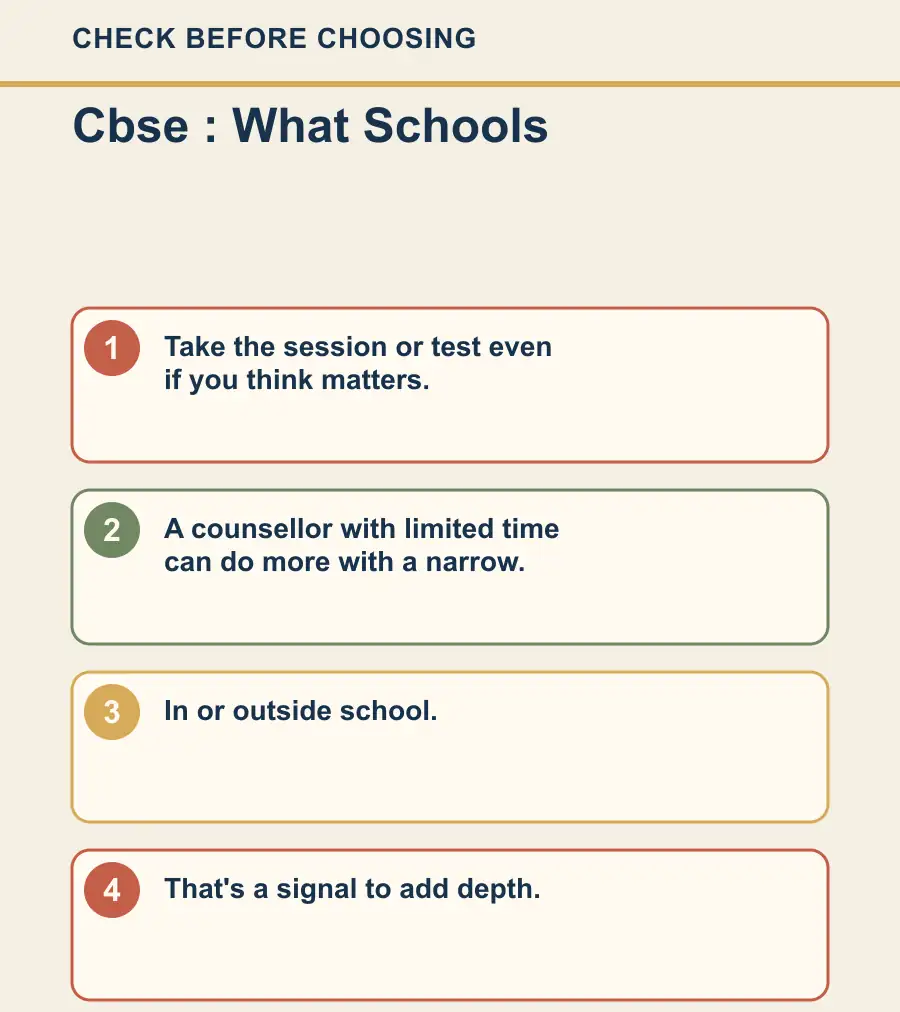 CHECK BEFORE CHOOSING
Cbse : What Schools
1
Take the session or test even
if you think matters.
2
A counsellor with limited time
can do more with a narrow.
3
In or outside school.
4
That's a signal to add depth.